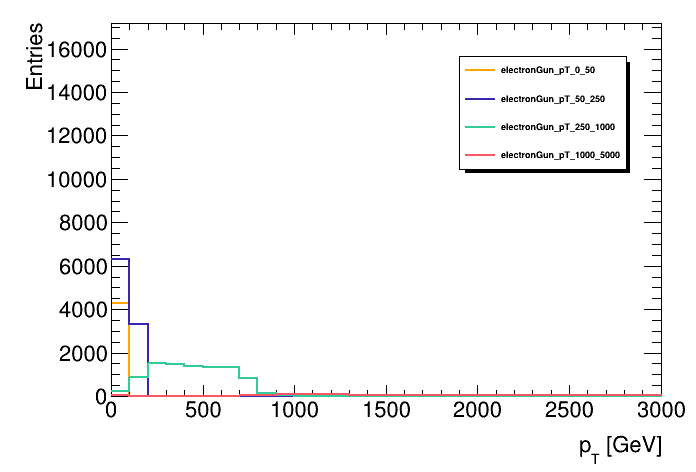 Entries
16000
14000
12000
10000
8000
6000
4000
2000
0
0 500 1000 1500 2000 2500 3000
p_T [GeV]
electronGun_pT_0_50
electronGun_pT_50_250
electronGun_pT_250_1000
electronGun_pT_1000_5000